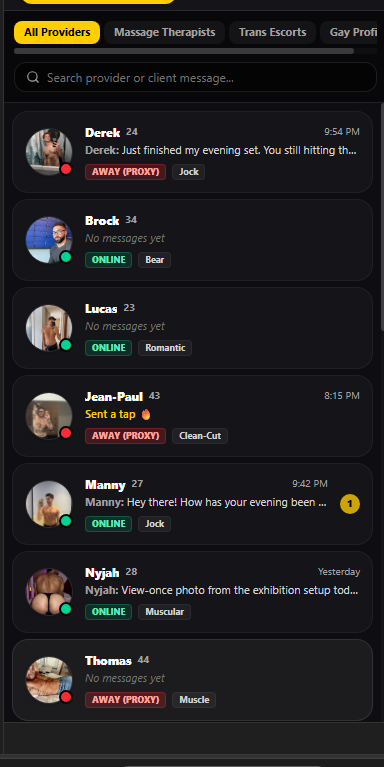 All Providers Massage Therapists Trans Escorts Gay Profi
Search provider or client message...
Derek 24 9:54 PM
Derek: Just finished my evening set. You still hitting th...
AWAY (PROXY) Jock
Brock 34
No messages yet
ONLINE Bear
Lucas 23
No messages yet
ONLINE Romantic
Jean-Paul 43 8:15 PM
Sent a tap 🔥
AWAY (PROXY) Clean-Cut
Manny 27 9:42 PM
Manny: Hey there! How has your evening been ... 1
ONLINE Jock
Nyjah 28 Yesterday
Nyjah: View-once photo from the exhibition setup tod...
ONLINE Muscular
Thomas 44
No messages yet
AWAY (PROXY) Muscle